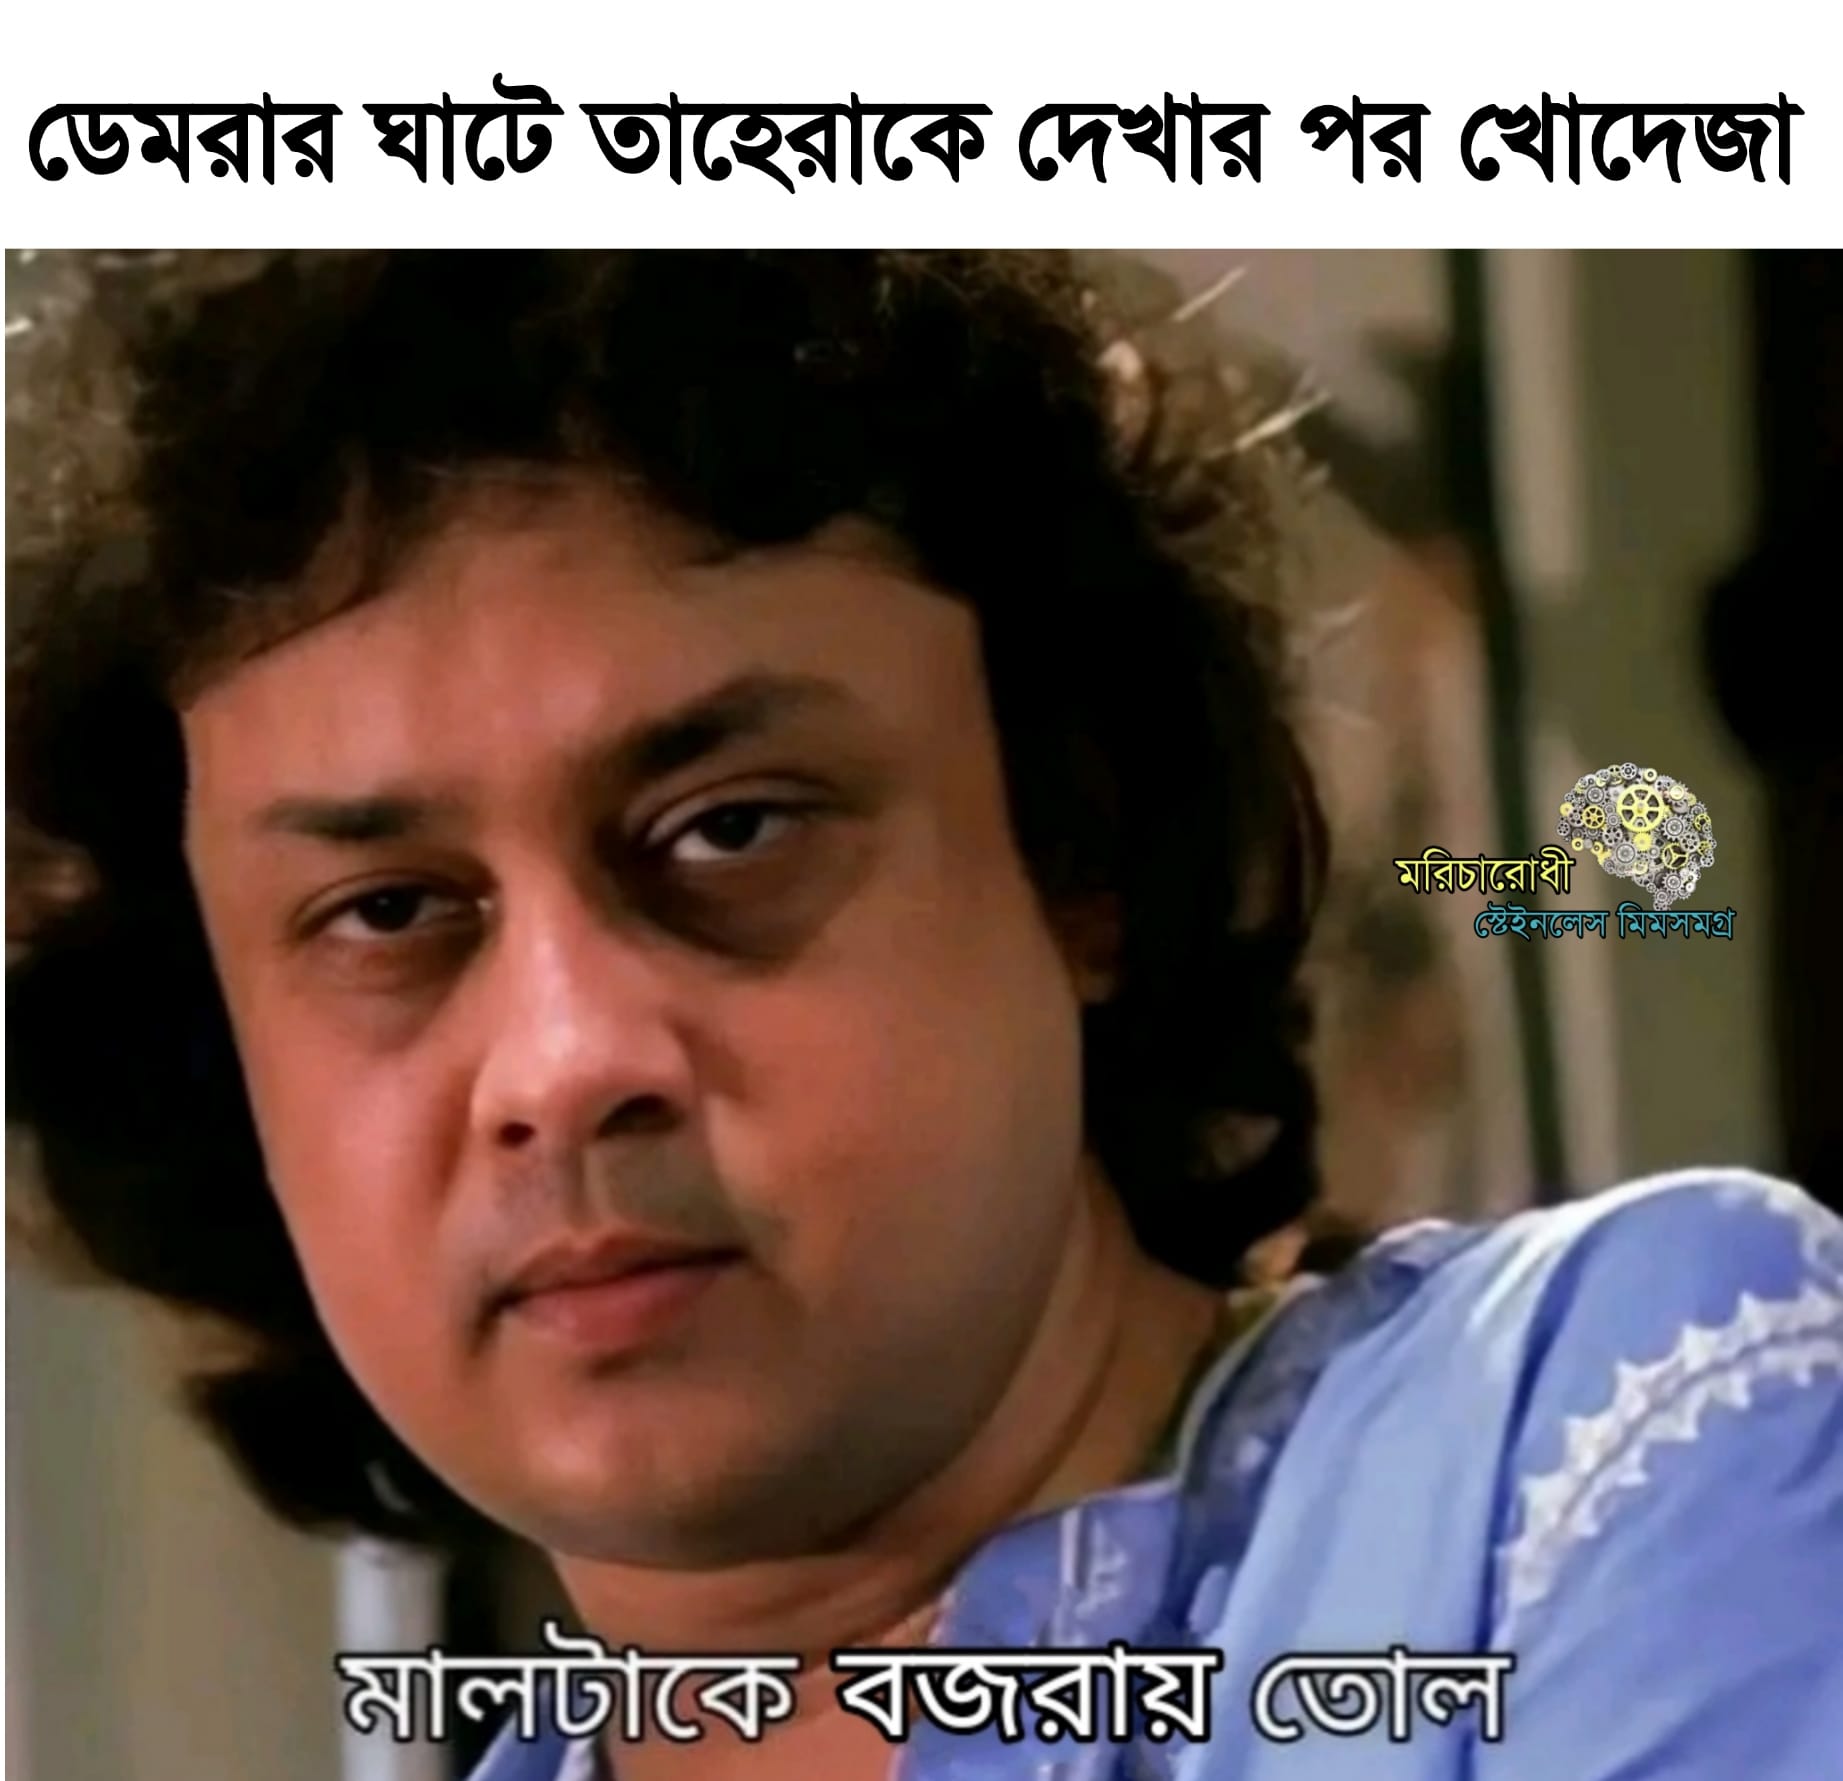 ডেমরার ঘাটে তাহেরাকে দেখার পর খোদেজা
মরিচারোধী
স্টেইনলেস মিমসমগ্র
মালটাকে বজরায় তোল